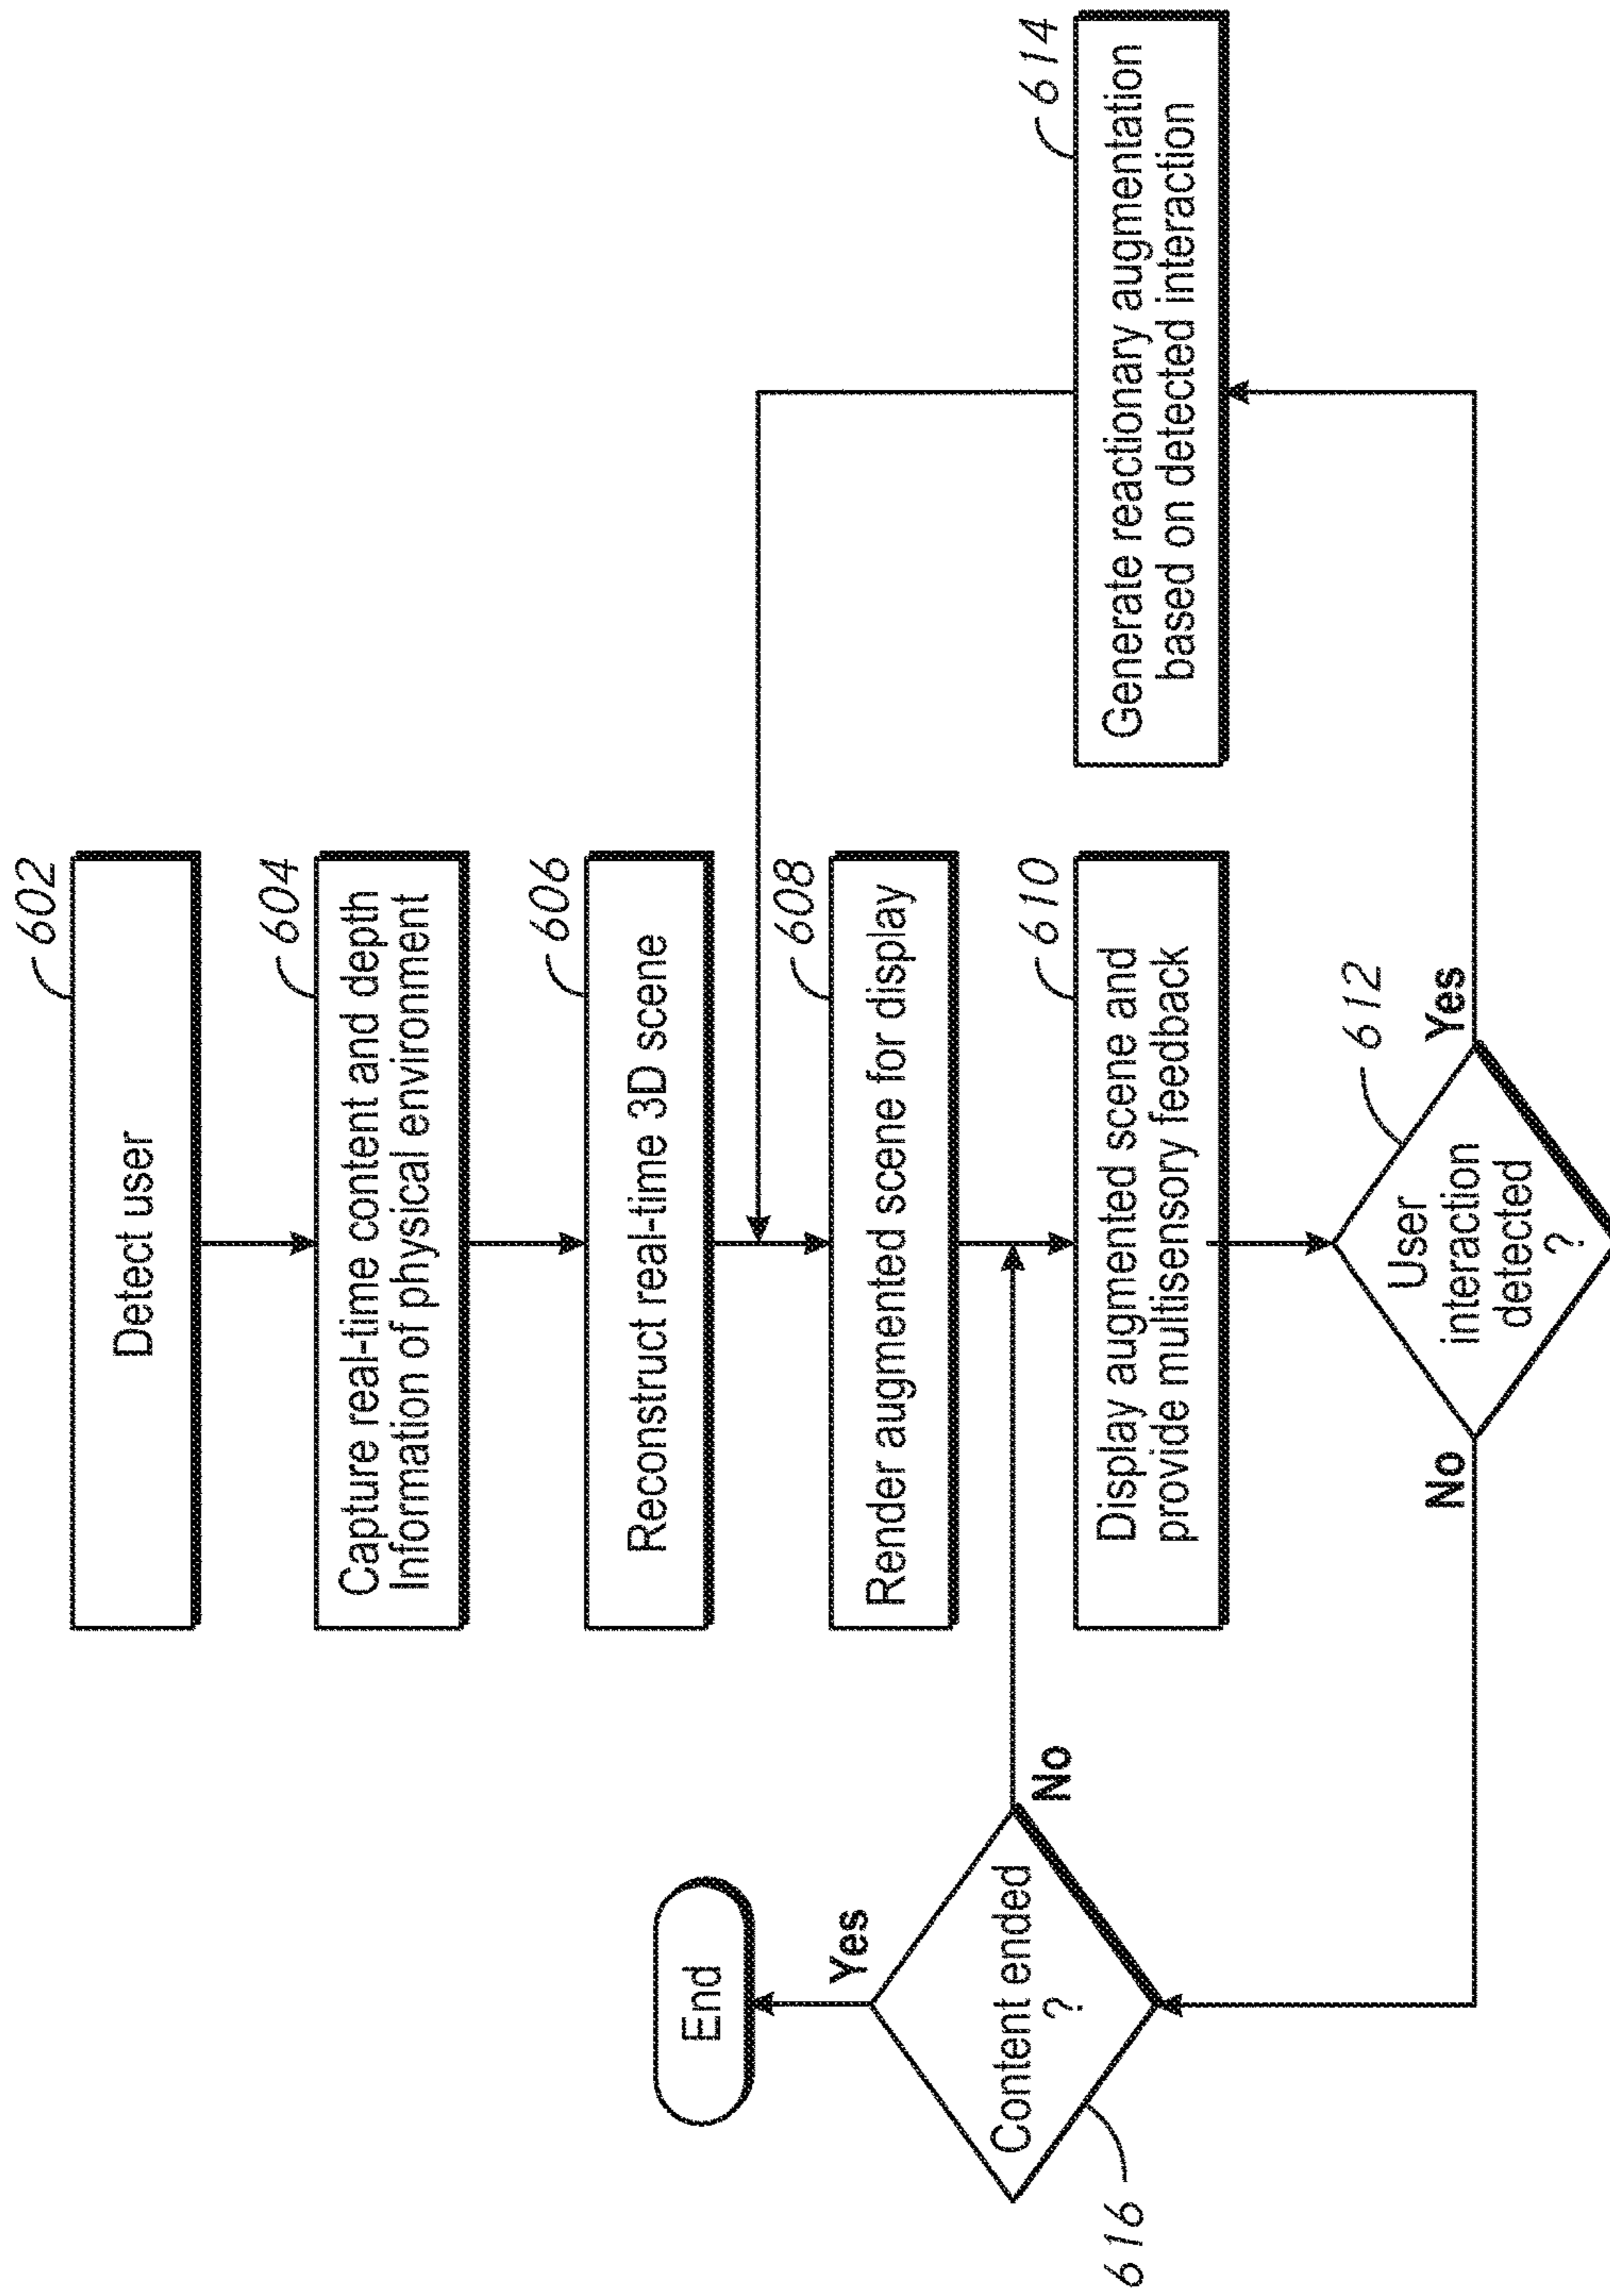 602
Detect user
604
Capture real-time content and depth
Information of physical environment
606
Reconstruct real-time 3D scene
608
Render augmented scene for display
610
Display augmented scene and
provide multisensory feedback
612
User
interaction
detected
?
Yes
No
614
Generate reactionary augmentation
based on detected interaction
616
Content ended
?
No
Yes
End